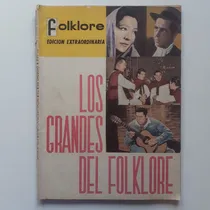 folklore
EDICION EXTRAORDINARIA
LOS
GRANDES
DEL FOLKLORE